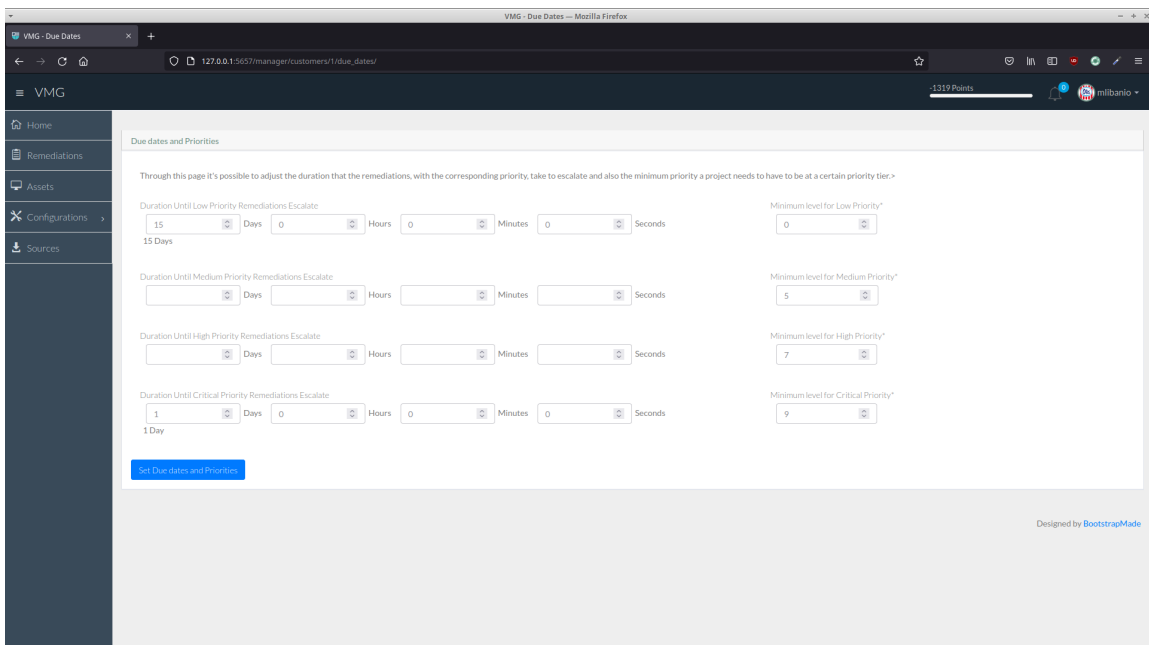 VMG - Due Dates — Mozilla Firefox
VMG - Due Dates
127.0.0.1:5657/manager/customers/1/due_dates/
VMG
-1319 Points
0
mlibanio
Home
Remediations
Assets
Configurations
Sources
Due dates and Priorities
Through this page it's possible to adjust the duration that the remediations, with the corresponding priority, take to escalate and also the minimum priority a project needs to have to be at a certain priority tier.>
Duration Until Low Priority Remediations Escalate Minimum level for Low Priority*
15 Days 0 Hours 0 Minutes 0 Seconds 0
15 Days
Duration Until Medium Priority Remediations Escalate Minimum level for Medium Priority*
Days Hours Minutes Seconds 5
Duration Until High Priority Remediations Escalate Minimum level for High Priority*
Days Hours Minutes Seconds 7
Duration Until Critical Priority Remediations Escalate Minimum level for Critical Priority*
1 Days 0 Hours 0 Minutes 0 Seconds 9
1 Day
Set Due dates and Priorities
Designed by BootstrapMade